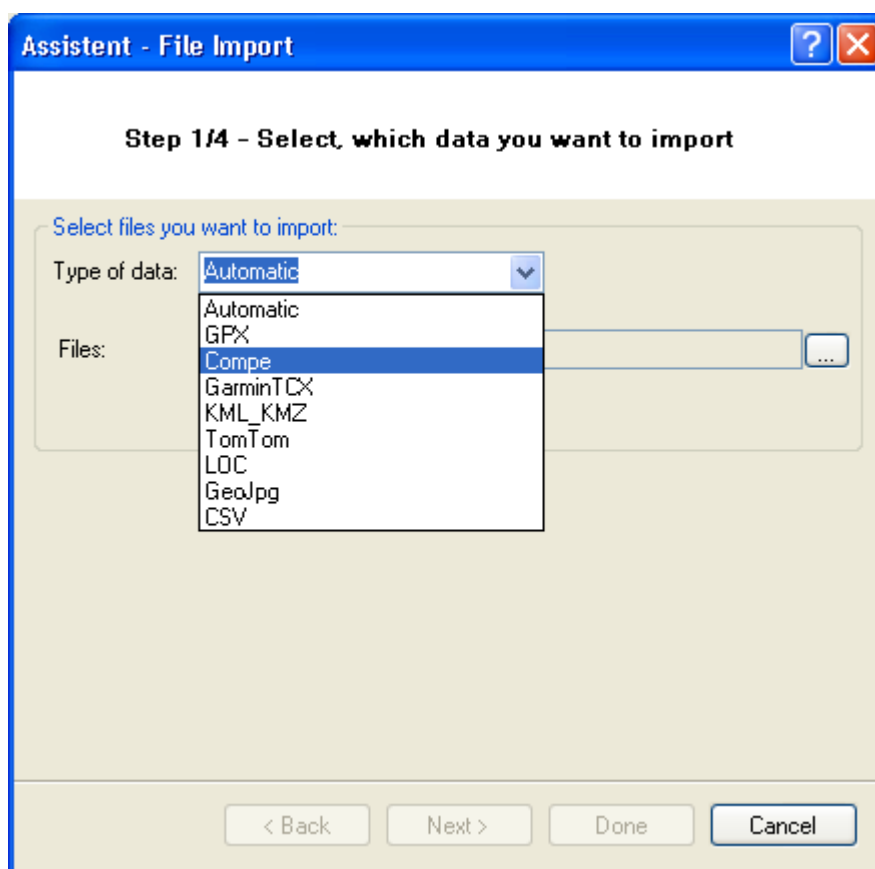 Assistent - File Import
Step 1/4 - Select, which data you want to import
Select files you want to import:
Type of data: Automatic
Automatic
GPX
Files:
Compe
...
GarminTCX
KML_KMZ
TomTom
LOC
GeoJpg
CSV
< Back Next > Done Cancel